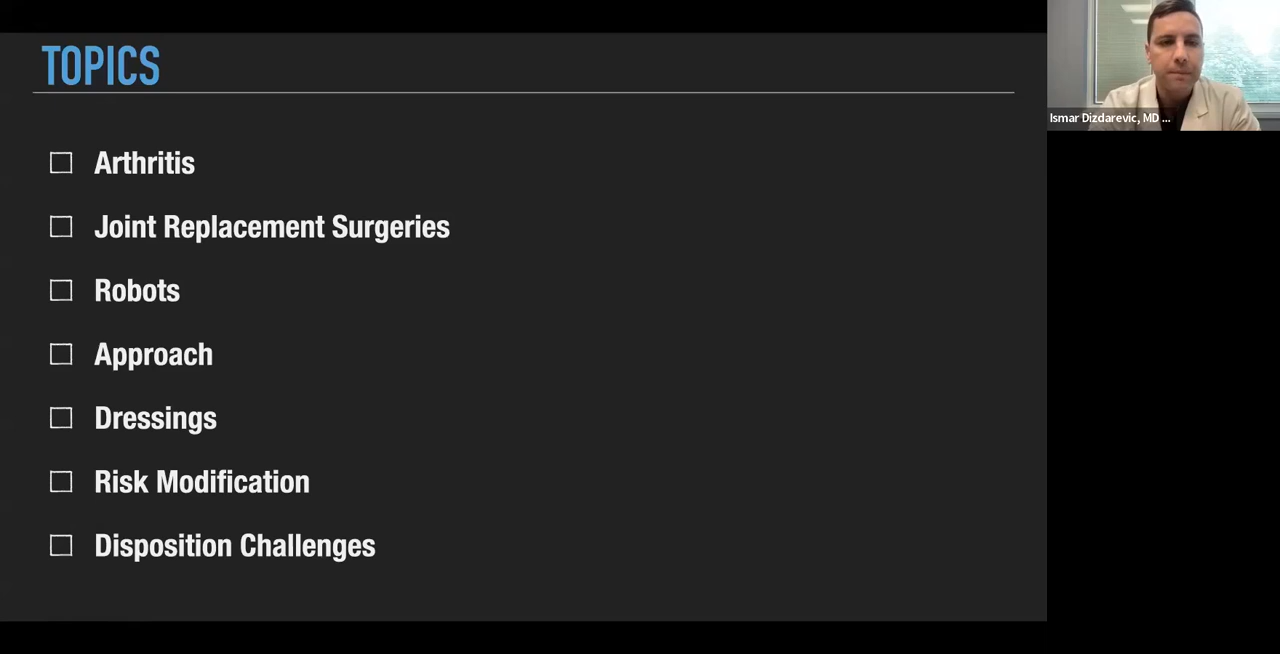 TOPICS
Arthritis
Joint Replacement Surgeries
Robots
Approach
Dressings
Risk Modification
Disposition Challenges
Ismar Dizdarevic, MD ...